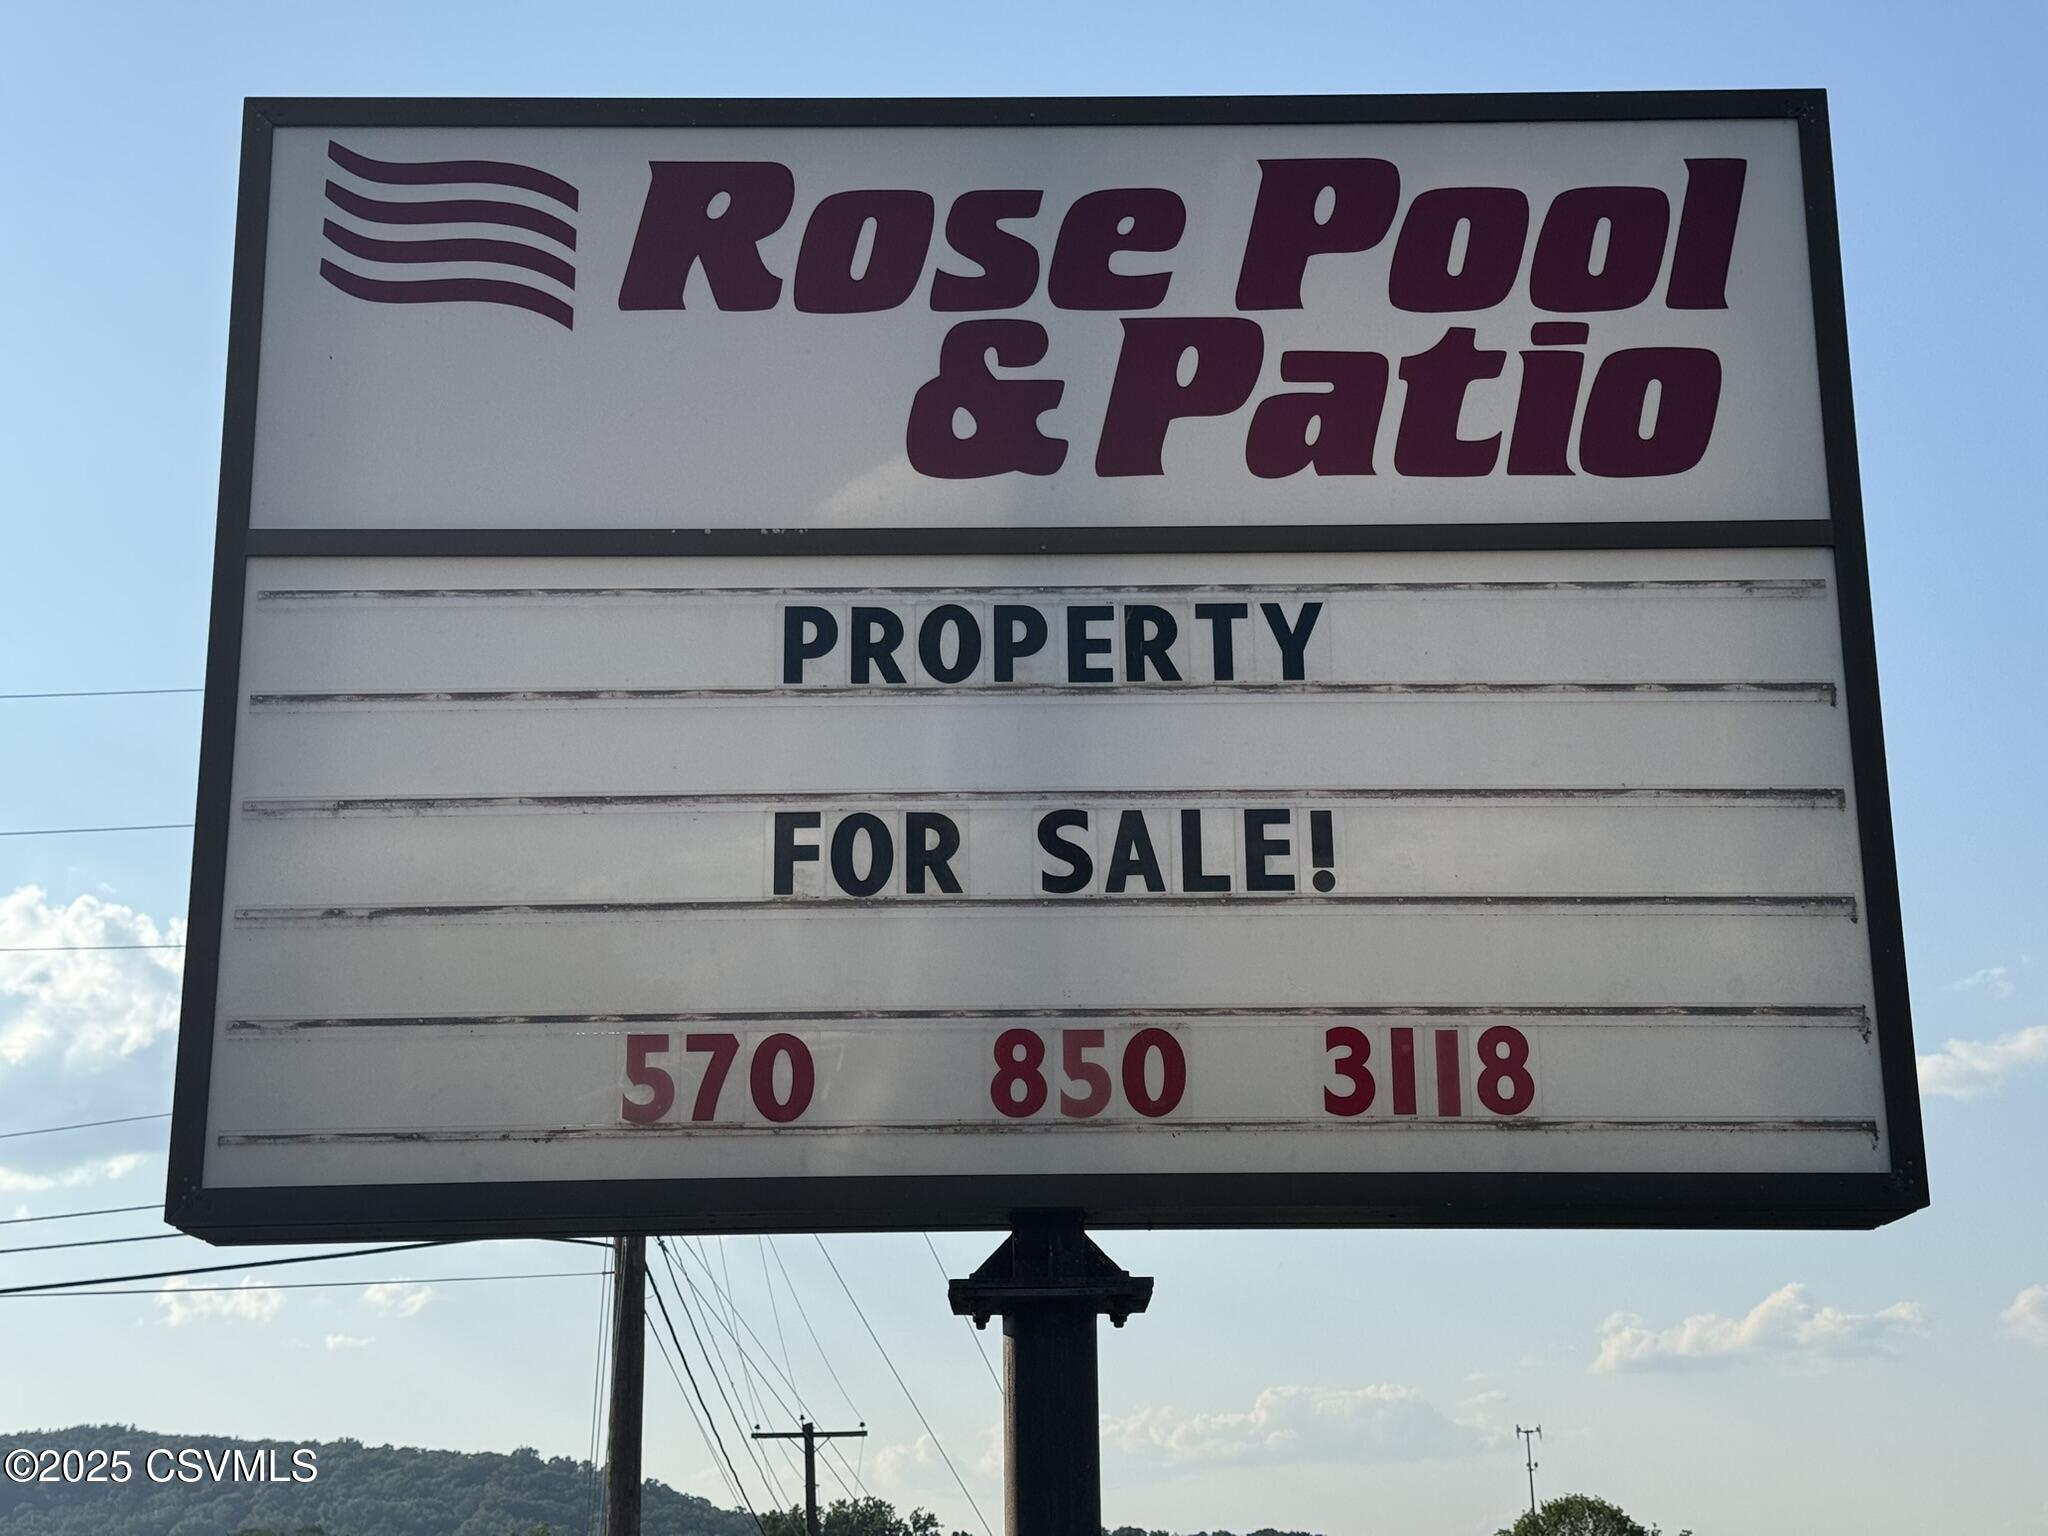 Rose Pool
& Patio
PROPERTY
FOR SALE!
570 850 3118
©2025 CSVMLS